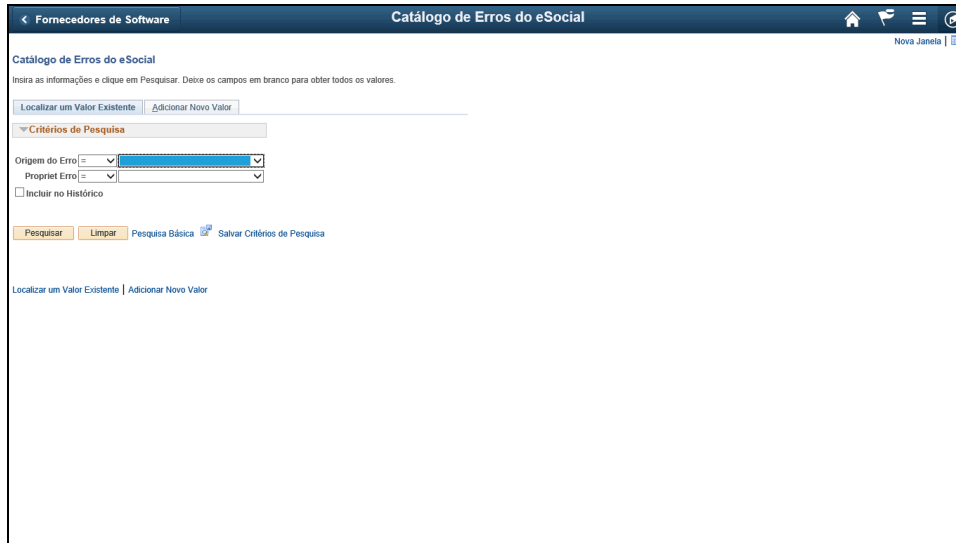 Fornecedores de Software
Catálogo de Erros do eSocial
Nova Janela
Catálogo de Erros do eSocial
Insira as informações e clique em Pesquisar. Deixe os campos em branco para obter todos os valores.
Localizar um Valor Existente Adicionar Novo Valor
Critérios de Pesquisa
Origem do Erro =
Propriet Erro =
Incluir no Histórico
Pesquisar Limpar Pesquisa Básica Salvar Critérios de Pesquisa
Localizar um Valor Existente | Adicionar Novo Valor